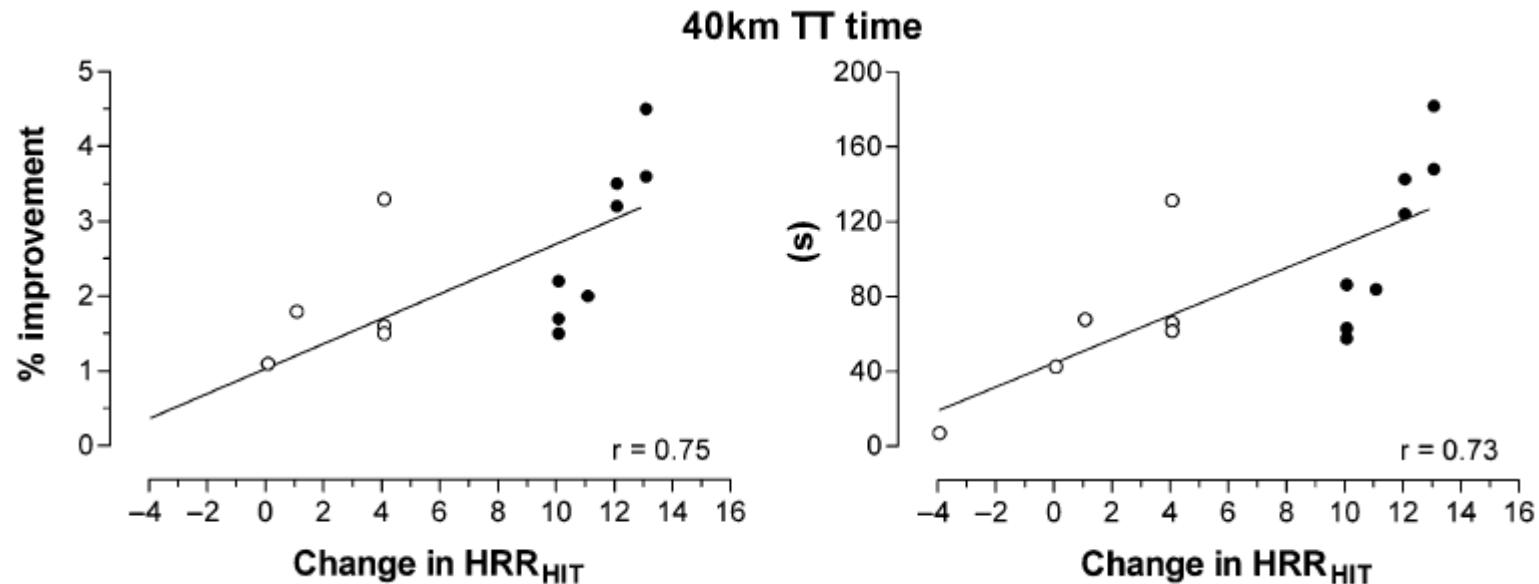 40km TT time
% improvement
5
4
3
2
1
0
r = 0.75
–4 –2 0 2 4 6 8 10 12 14 16
Change in HRR_HIT
(s)
200
160
120
80
40
0
r = 0.73
–4 –2 0 2 4 6 8 10 12 14 16
Change in HRR_HIT